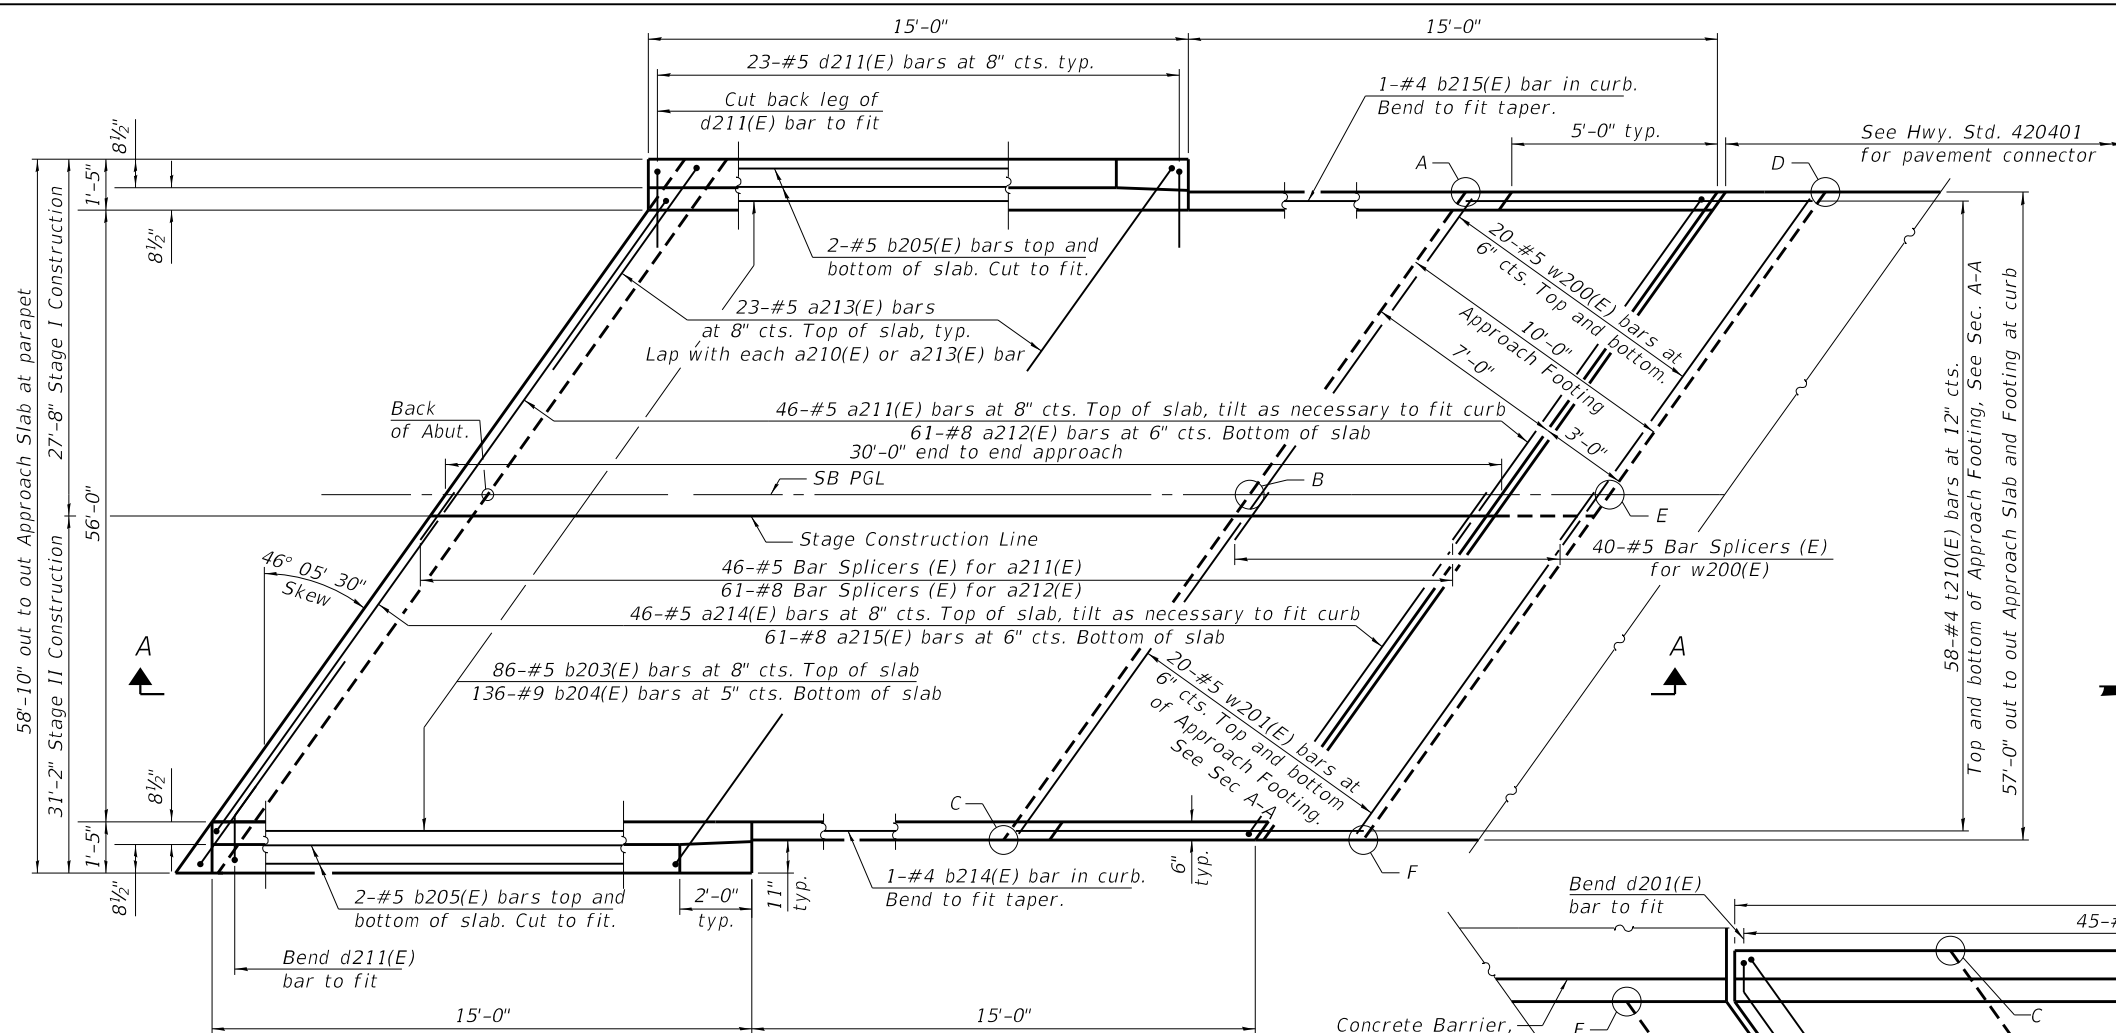 15'-0"
15'-0"
23-#5 d211(E) bars at 8" cts. typ.
1-#4 b215(E) bar in curb.
Bend to fit taper.
Cut back leg of
d211(E) bar to fit
5'-0" typ.
See Hwy. Std. 420401
for pavement connector
8½"
1'-5"
8½"
A
D
2-#5 b205(E) bars top and
bottom of slab. Cut to fit.
20-#5 w200(E) bars at
6" cts. Top and bottom.
23-#5 a213(E) bars
at 8" cts. Top of slab, typ.
Lap with each a210(E) or a213(E) bar
10'-0"
Approach Footing
7'-0"
3'-0"
58'-10" out to out Approach Slab at parapet
27'-8" Stage I Construction
31'-2" Stage II Construction
56'-0"
Back
of Abut.
46-#5 a211(E) bars at 8" cts. Top of slab, tilt as necessary to fit curb
61-#8 a212(E) bars at 6" cts. Bottom of slab
30'-0" end to end approach
SB PGL
B
E
Stage Construction Line
40-#5 Bar Splicers (E)
for w200(E)
46° 05' 30"
Skew
46-#5 Bar Splicers (E) for a211(E)
61-#8 Bar Splicers (E) for a212(E)
46-#5 a214(E) bars at 8" cts. Top of slab, tilt as necessary to fit curb
61-#8 a215(E) bars at 6" cts. Bottom of slab
58-#4 t210(E) bars at 12" cts.
Top and bottom of Approach Footing, See Sec. A-A
57'-0" out to out Approach Slab and Footing at curb
A
A
86-#5 b203(E) bars at 8" cts. Top of slab
136-#9 b204(E) bars at 5" cts. Bottom of slab
20-#5 w201(E) bars at
6" cts. Top and bottom
of Approach Footing.
See Sec A-A
8½"
1'-5"
8½"
C
F
2-#5 b205(E) bars top and
bottom of slab. Cut to fit.
2'-0"
typ.
11"
typ.
1-#4 b214(E) bar in curb.
Bend to fit taper.
6"
typ.
Bend d211(E)
bar to fit
15'-0"
15'-0"
Bend d201(E)
bar to fit
45-#
C
Concrete Barrier,